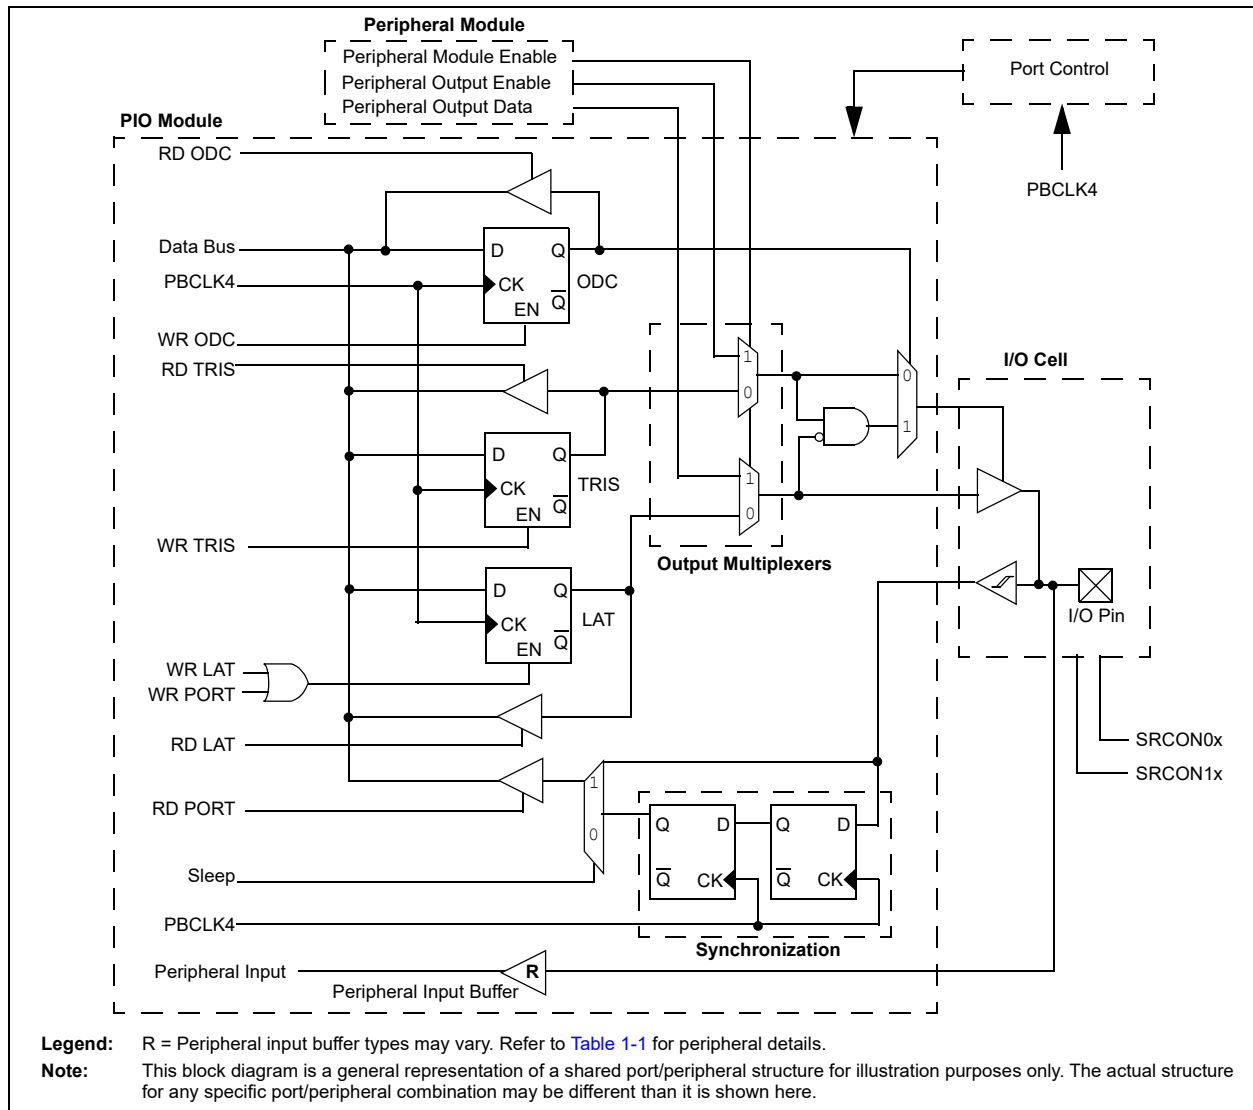 Peripheral Module
Peripheral Module Enable
Peripheral Output Enable
Peripheral Output Data
Port Control
PBCLK4
PIO Module
RD ODC
Data Bus
PBCLK4
WR ODC
D Q
CK
EN Q
ODC
RD TRIS
1
0
0
1
I/O Cell
D Q
CK
EN Q
TRIS
WR TRIS
1
0
Output Multiplexers
D Q
CK
EN Q
LAT
I/O Pin
WR LAT
WR PORT
RD LAT
SRCON0x
SRCON1x
RD PORT
1
0
Q D
Q CK
Q D
Q CK
Sleep
PBCLK4
Synchronization
Peripheral Input
R
Peripheral Input Buffer
Legend: R = Peripheral input buffer types may vary. Refer to Table 1-1 for peripheral details.
Note: This block diagram is a general representation of a shared port/peripheral structure for illustration purposes only. The actual structure
for any specific port/peripheral combination may be different than it is shown here.